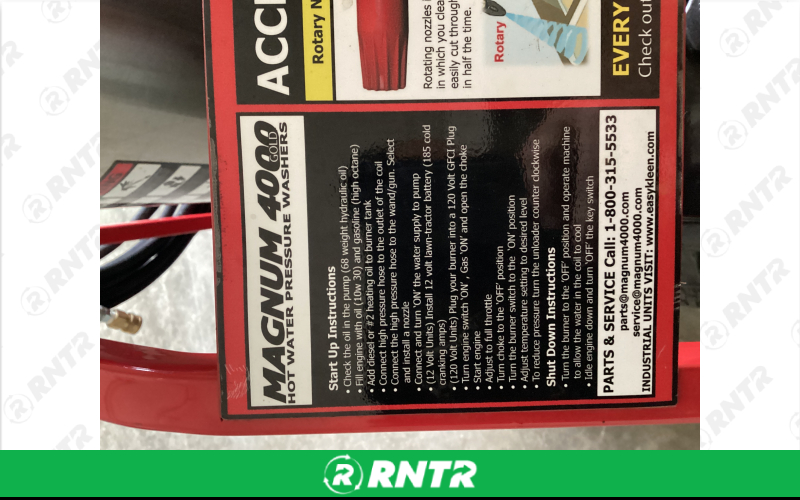 ACCE
Rotary N
Rotating nozzles
in which you clea
easily cut through
in half the time.
Rotary
EVERY
Check out
MAGNUM 4000
GOLD
HOT WATER PRESSURE WASHERS
Start Up Instructions
• Check the oil in the pump (68 weight hydraulic oil)
• Fill engine with oil (10w 30) and gasoline (high octane)
• Add diesel or #2 heating oil to burner tank
• Connect high pressure hose to the outlet of the coil
• Connect the high pressure hose to the wand/gun. Select
and install a nozzle
• Connect and turn 'ON' the water supply to pump
• (12 Volt Units) Install 12 volt lawn-tractor battery (185 cold
cranking amps)
• (120 Volt Units) Plug your burner into a 120 Volt GFCI Plug
• Turn engine switch 'ON', Gas 'ON' and open the choke
• Start engine
• Adjust to full throttle
• Turn choke to the 'OFF' position
• Turn the burner switch to the 'ON' position
• Adjust temperature setting to desired level
• To reduce pressure turn the unloader counter clockwise
Shut Down Instructions
• Turn the burner to the 'OFF' position and operate machine
to allow the water in the coil to cool
• Idle engine down and turn 'OFF' the key switch
PARTS & SERVICE Call: 1-800-315-5533
parts@magnum4000.com
service@magnum4000.com
INDUSTRIAL UNITS VISIT: www.easykleen.com
RNTR